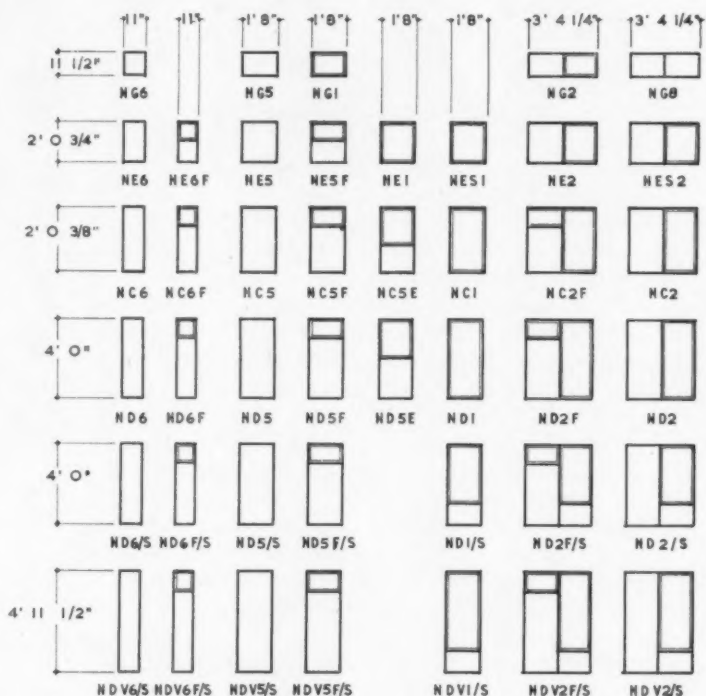 11" 11" 1'8" 1'8" 1'8" 1'8" 3' 4 1/4" 3' 4 1/4"
11 1/2"
NG6 NG5 NG1 NG2 NG8
2' 0 3/4"
NE6 NE6F NE5 NE5F NE1 NES1 NE2 NES2
2' 0 3/8"
NC6 NC6F NC5 NC5F NC5E NC1 NC2F NC2
4' 0"
ND6 ND6F ND5 ND5F ND5E ND1 ND2F ND2
4' 0"
ND6/S ND6F/S ND5/S ND5F/S ND1/S ND2F/S ND2/S
4' 11 1/2"
NDV6/S NDV6F/S NDV5/S NDV5F/S NDV1/S NDV2F/S NDV2/S